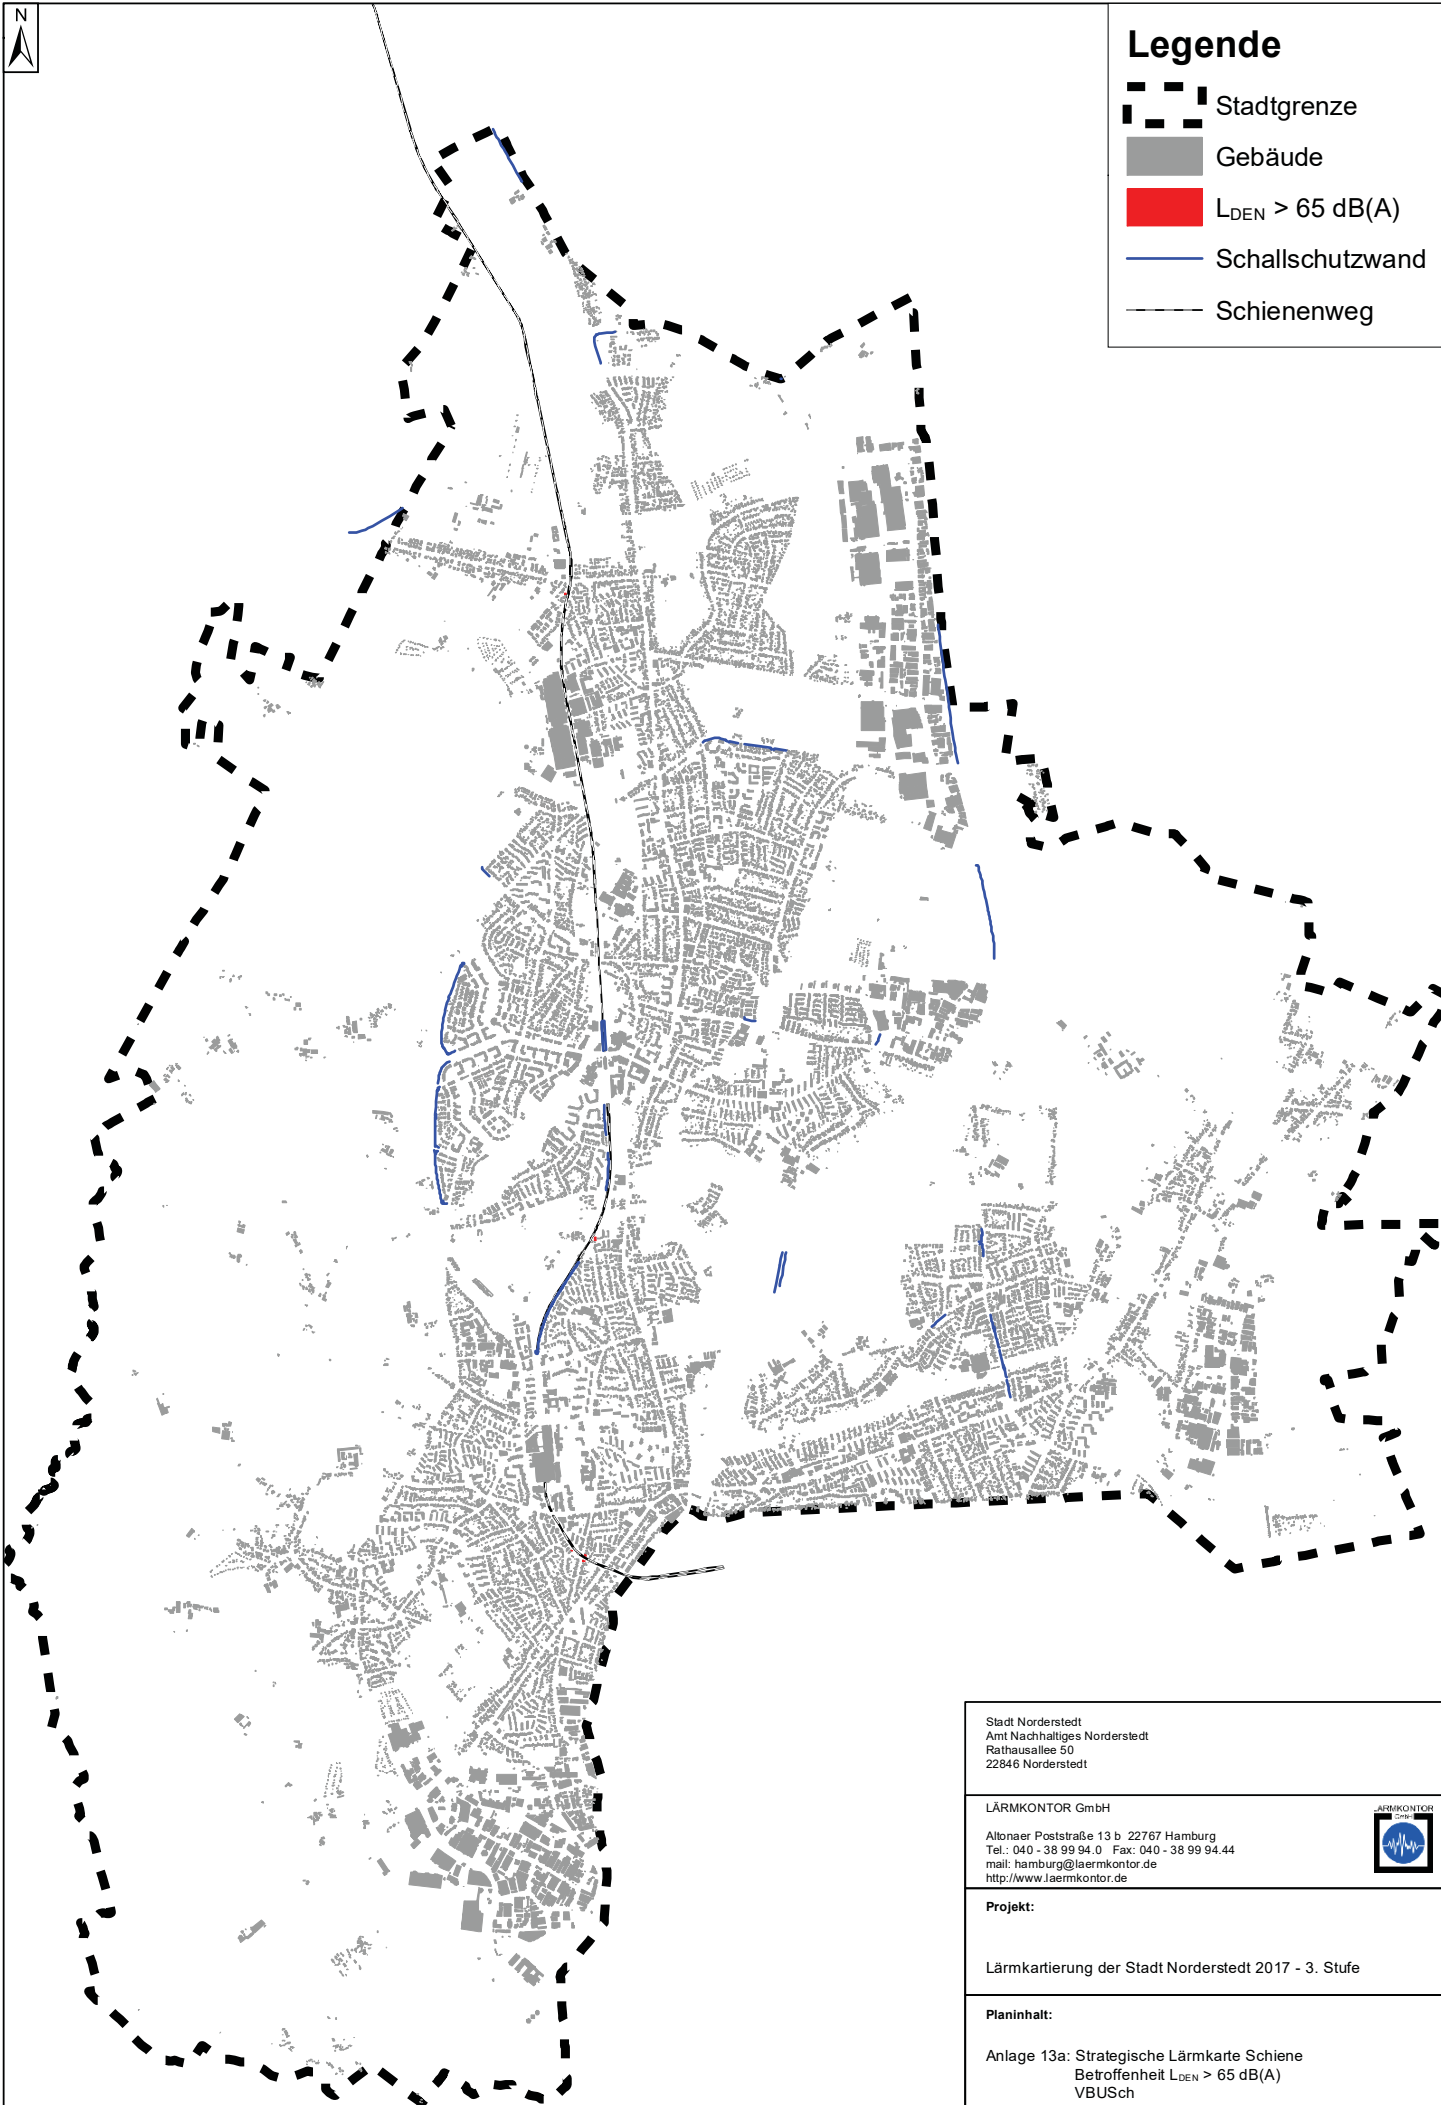 N
Legende
Stadtgrenze
Gebäude
LDEN > 65 dB(A)
Schallschutzwand
Schienenweg
Stadt Norderstedt
Amt Nachhaltiges Norderstedt
Rathausallee 50
22846 Norderstedt
LÄRMKONTOR GmbH
Altonaer Poststraße 13 b 22767 Hamburg
Tel.: 040 - 38 99 94.0 Fax: 040 - 38 99 94.44
mail: hamburg@laermkontor.de
http://www.laermkontor.de
LÄRMKONTOR
GmbH
Projekt:
Lärmkartierung der Stadt Norderstedt 2017 - 3. Stufe
Planinhalt:
Anlage 13a: Strategische Lärmkarte Schiene
Betroffenheit LDEN > 65 dB(A)
VBUSch